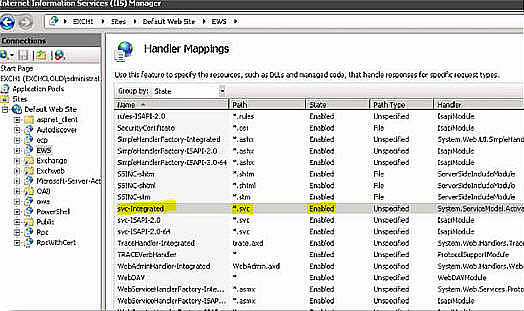 Internet Information Services (IIS) Manager
EXCH1 Sites Default Web Site EWS
Connections
Start Page
EXCH1 (EXCHCLOUD\administral
Application Pools
Sites
Default Web Site
aspnet_client
Autodiscover
ecp
EWS
Exchange
Exchweb
Microsoft-Server-Act
OAB
owa
PowerShell
Public
Rpc
RpcWithCert
Handler Mappings
Use this feature to specify the resources, such as DLLs and managed code, that handle responses for specific request types.
Group by: State
Name Path State Path Type Handler
rules-ISAPI-2.0 *.rules Enabled Unspecified IsapiModule
SecurityCertificate *.cer Enabled File IsapiModule
SimpleHandlerFactory-Integrated *.ashx Enabled Unspecified System.Web.UI.SimpleHand
SimpleHandlerFactory-ISAPI-2.0 *.ashx Enabled Unspecified IsapiModule
SimpleHandlerFactory-ISAPI-2.0-64 *.ashx Enabled Unspecified IsapiModule
SSINC-shtm *.shtm Enabled File ServerSideIncludeModule
SSINC-shtml *.shtml Enabled File ServerSideIncludeModule
SSINC-stm *.stm Enabled File ServerSideIncludeModule
svc-Integrated *.svc Enabled Unspecified System.ServiceModel.Active
svc-ISAPI-2.0 *.svc Enabled Unspecified IsapiModule
svc-ISAPI-2.0-64 *.svc Enabled Unspecified IsapiModule
TraceHandler-Integrated trace.axd Enabled Unspecified System.Web.Handlers.Trac
TRACEVerbHandler * Enabled Unspecified ProtocolSupportModule
WebAdminHandler-Integrated WebAdmin.axd Enabled Unspecified System.Web.Handlers.Web
WebDAV * Enabled Unspecified WebDAVModule
WebServiceHandlerFactory-Inte... *.asmx Enabled Unspecified System.Web.Services.Proto
WebServiceHandlerFactory-ISAP... *.asmx Enabled Unspecified IsapiModule